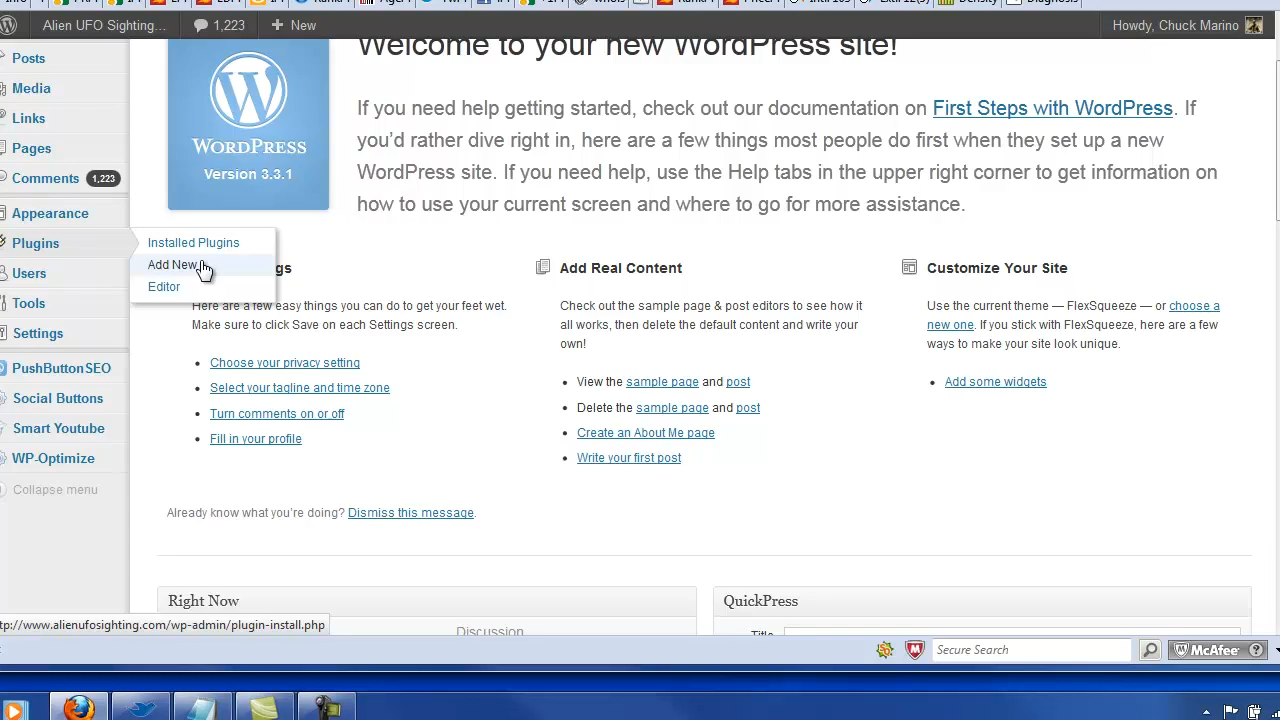 Alien UFO Sighting... 1,223 New Howdy, Chuck Marino
Posts
Media
Links
Pages
Comments 1,223
Appearance
Plugins
Users
Tools
Settings
PushButtonSEO
Social Buttons
Smart Youtube
WP-Optimize
Collapse menu
Installed Plugins
Add New
Editor
WORDPRESS
Version 3.3.1
Welcome to your new WordPress site!
If you need help getting started, check out our documentation on First Steps with WordPress. If
you'd rather dive right in, here are a few things most people do first when they set up a new
WordPress site. If you need help, use the Help tabs in the upper right corner to get information on
how to use your current screen and where to go for more assistance.
gs
Here are a few easy things you can do to get your feet wet.
Make sure to click Save on each Settings screen.
• Choose your privacy setting
• Select your tagline and time zone
• Turn comments on or off
• Fill in your profile
Add Real Content
Check out the sample page & post editors to see how it
all works, then delete the default content and write your
own!
• View the sample page and post
• Delete the sample page and post
• Create an About Me page
• Write your first post
Customize Your Site
Use the current theme — FlexSqueeze — or choose a
new one. If you stick with FlexSqueeze, here are a few
ways to make your site look unique.
• Add some widgets
Already know what you're doing? Dismiss this message.
Right Now
Discussion
QuickPress
Title
tp://www.alienufosighting.com/wp-admin/plugin-install.php
Secure Search
McAfee